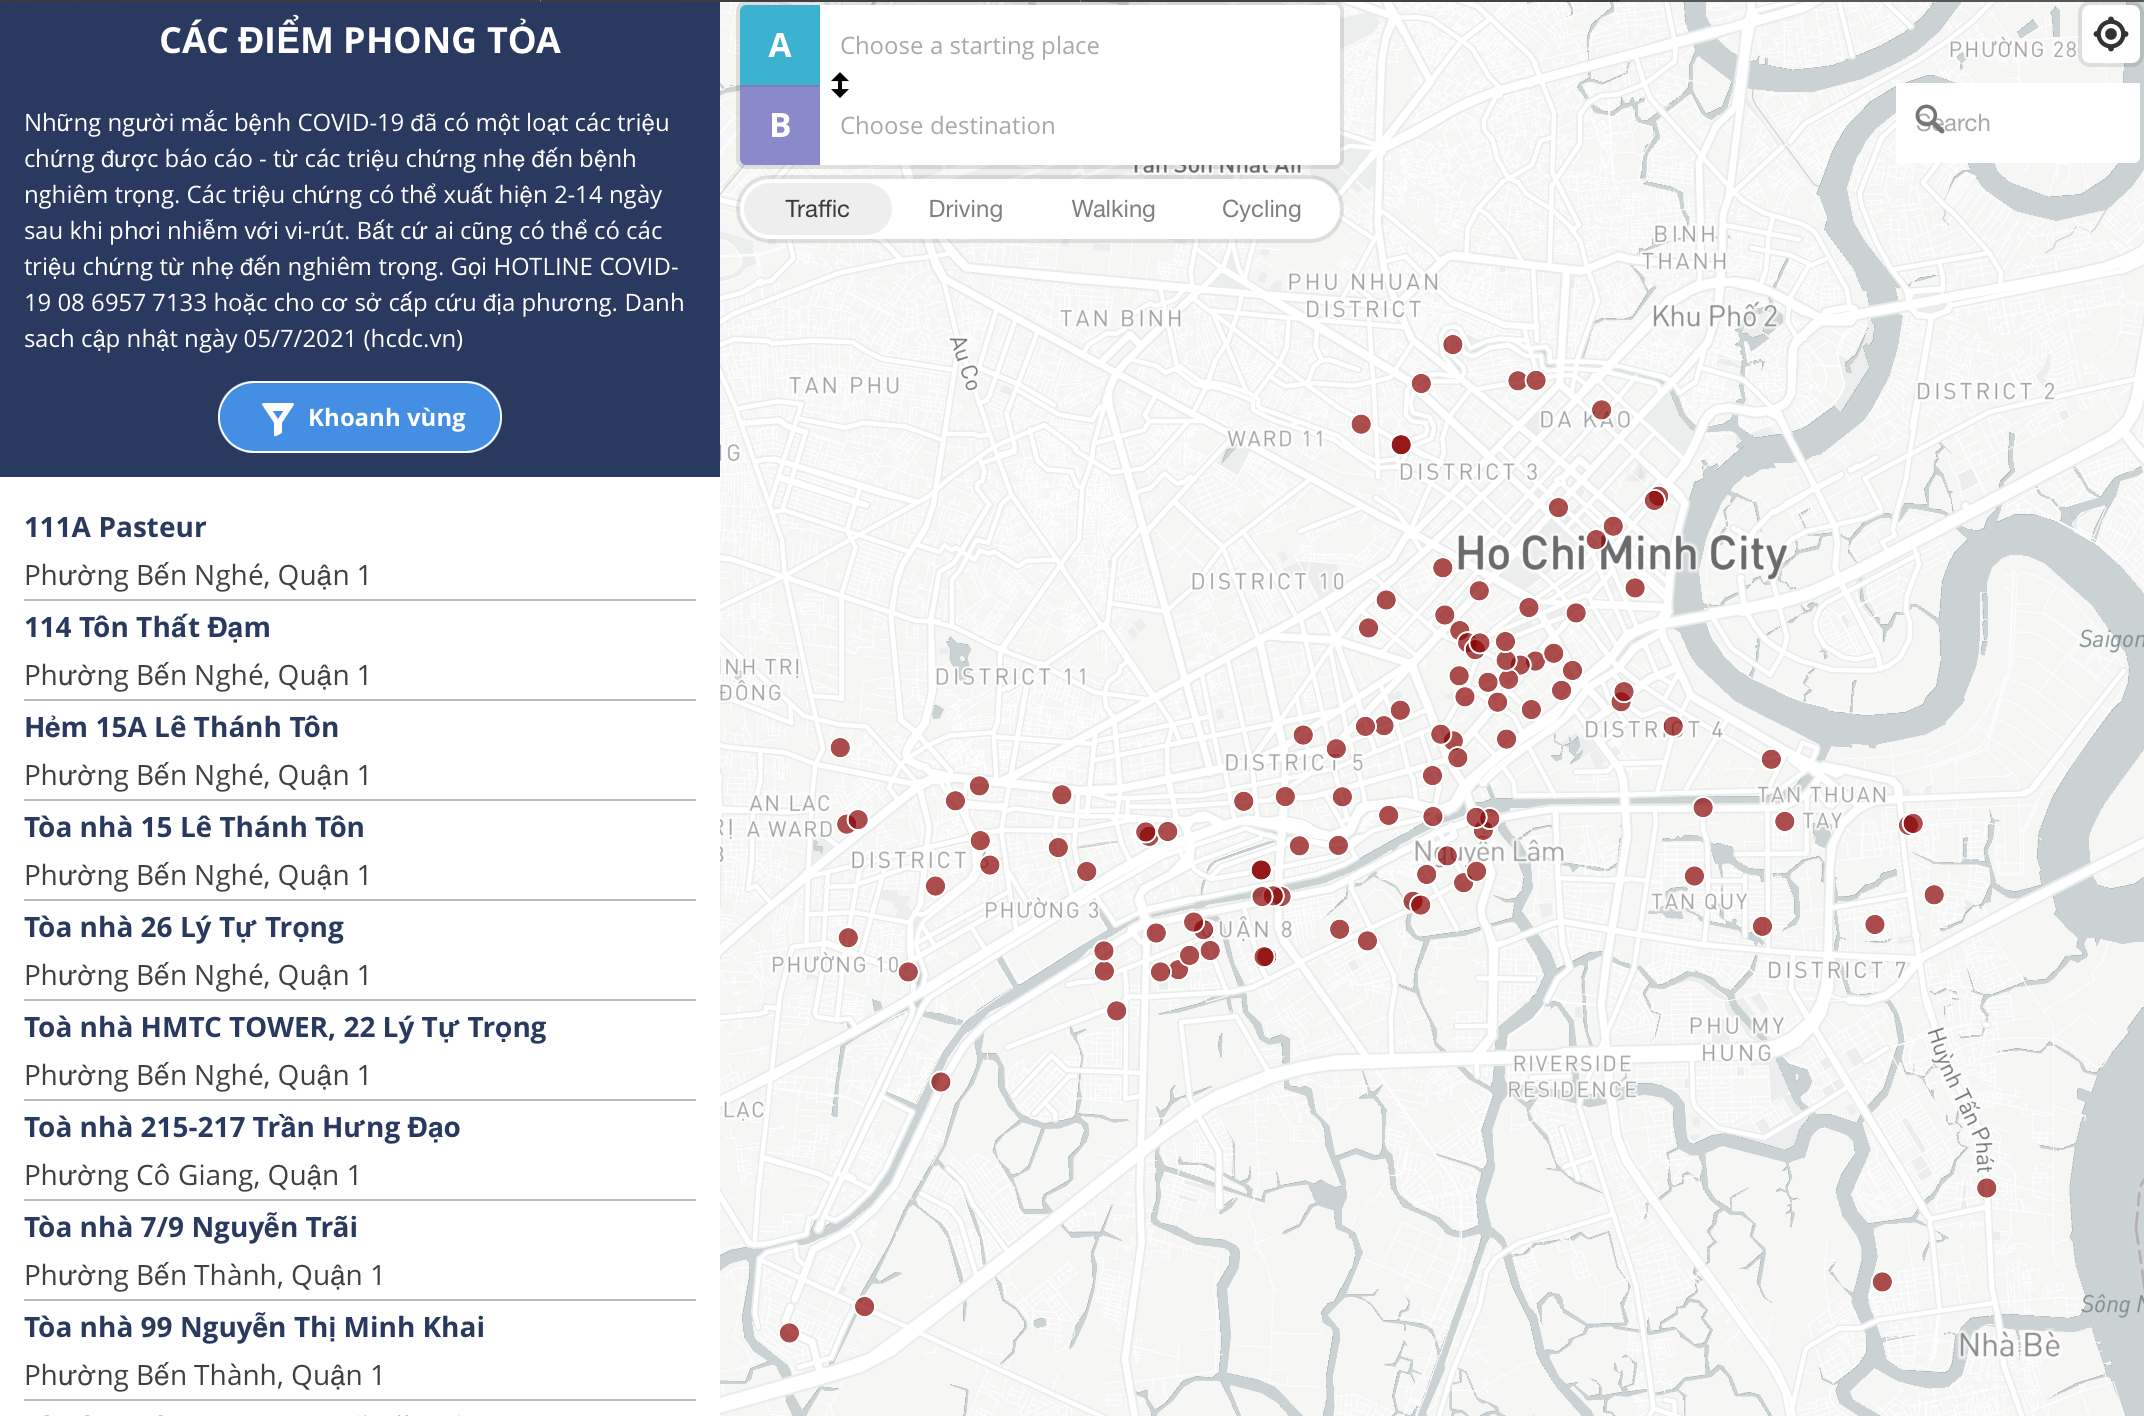 CÁC ĐIỂM PHONG TỎA
Những người mắc bệnh COVID-19 đã có một loạt các triệu
chứng được báo cáo - từ các triệu chứng nhẹ đến bệnh
nghiêm trọng. Các triệu chứng có thể xuất hiện 2-14 ngày
sau khi phơi nhiễm với vi-rút. Bất cứ ai cũng có thể có các
triệu chứng từ nhẹ đến nghiêm trọng. Gọi HOTLINE COVID-
19 08 6957 7133 hoặc cho cơ sở cấp cứu địa phương. Danh
sach cập nhật ngày 05/7/2021 (hcdc.vn)
Khoanh vùng
111A Pasteur
Phường Bến Nghé, Quận 1
114 Tôn Thất Đạm
Phường Bến Nghé, Quận 1
Hẻm 15A Lê Thánh Tôn
Phường Bến Nghé, Quận 1
Tòa nhà 15 Lê Thánh Tôn
Phường Bến Nghé, Quận 1
Tòa nhà 26 Lý Tự Trọng
Phường Bến Nghé, Quận 1
Toà nhà HMTC TOWER, 22 Lý Tự Trọng
Phường Bến Nghé, Quận 1
Toà nhà 215-217 Trần Hưng Đạo
Phường Cô Giang, Quận 1
Tòa nhà 7/9 Nguyễn Trãi
Phường Bến Thành, Quận 1
Tòa nhà 99 Nguyễn Thị Minh Khai
Phường Bến Thành, Quận 1
A Choose a starting place
B Choose destination
Traffic Driving Walking Cycling
Search
PHƯỜNG 28
Tan Son Nhat Air
BINH
THANH
PHU NHUAN
DISTRICT
TAN BINH
Khu Phố 2
Au Co
TAN PHU
DISTRICT 2
DA KAO
WARD 11
NG
DISTRICT 3
Ho Chi Minh City
DISTRICT 10
Saigon
INH TRỊ
ĐÔNG
DISTRICT 11
DISTRICT 4
DISTRICT 5
AN LAC
A WARD
TAN THUAN
TAY
DISTRICT 6
Nguyễn Lâm
TAN QUY
PHƯỜNG 3
QUẬN 8
PHƯỜNG 10
DISTRICT 7
PHU MY
HUNG
RIVERSIDE
RESIDENCE
LAC
Huỳnh Tấn Phát
Sông N
Nhà Bè